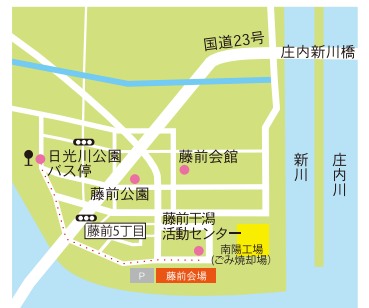 国道23号
庄内新川橋
日光川公園
バス停
藤前会館
藤前公園
新川
庄内川
藤前干潟
活動センター
藤前5丁目
南陽工場
(ごみ焼却場)
P
藤前会場